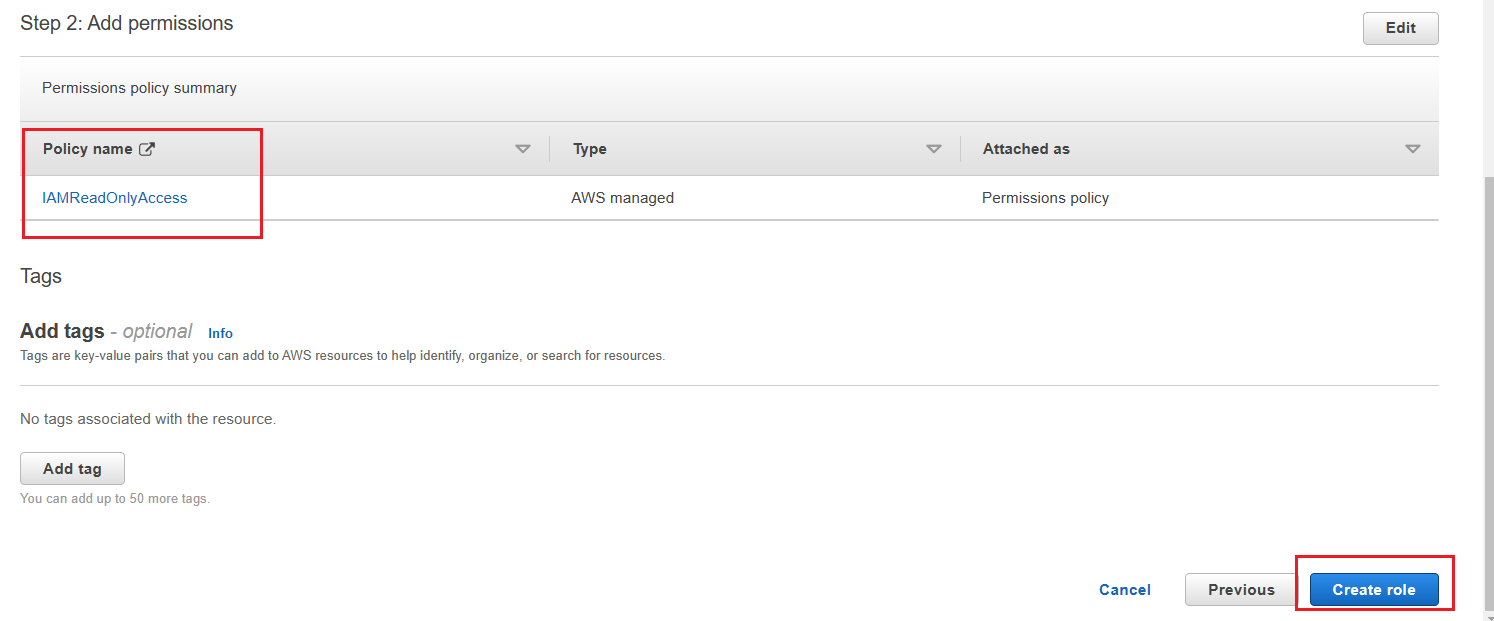 Step 2: Add permissions
Edit
Permissions policy summary
Policy name Type Attached as
IAMReadOnlyAccess AWS managed Permissions policy
Tags
Add tags - optional Info
Tags are key-value pairs that you can add to AWS resources to help identify, organize, or search for resources.
No tags associated with the resource.
Add tag
You can add up to 50 more tags.
Cancel Previous Create role